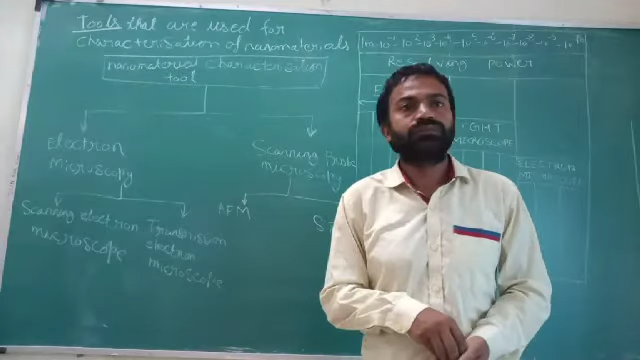 Tools that are used for
characterisation of nanomaterials
nanomaterial characterization
tool
Electron
microscopy
Scanning Probe
microscopy
Scanning electron
microscope
Transmission
electron
microscope
AFM
Resolving power
LIGHT
MICROSCOPE
ELECTRON
MICROSCOPE